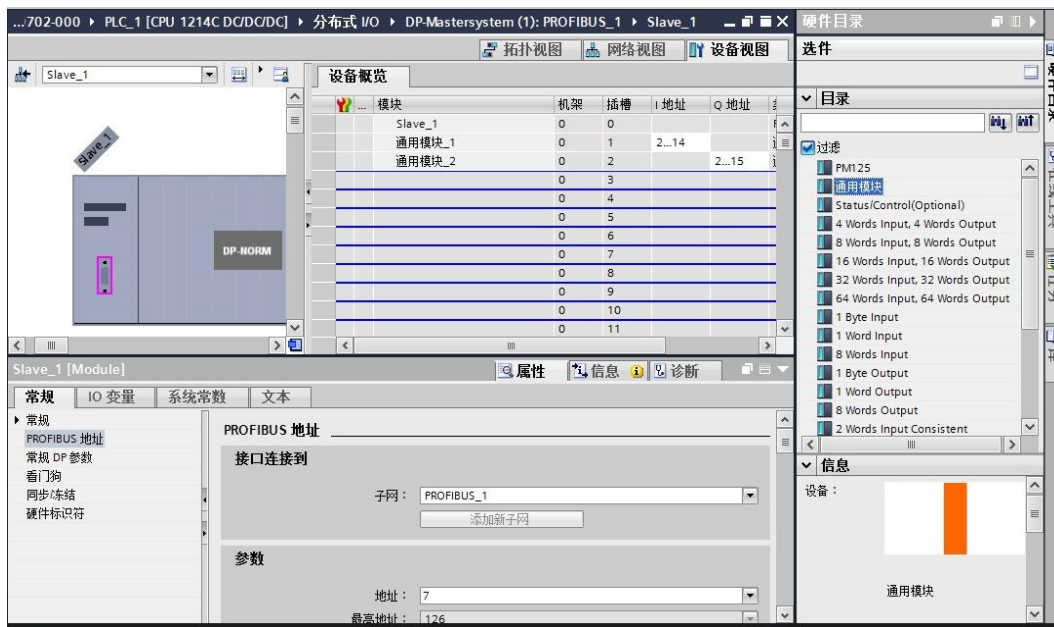 ...702-000 ▸ PLC_1 [CPU 1214C DC/DC/DC] ▸ 分布式 I/O ▸ DP-Mastersystem (1): PROFIBUS_1 ▸ Slave_1
拓扑视图 网络视图 设备视图
Slave_1
设备概览
... 模块 机架 插槽 I 地址 Q 地址
Slave_1 0 0
通用模块_1 0 1 2...14
通用模块_2 0 2 2...15
0 3
0 4
0 5
0 6
0 7
0 8
0 9
0 10
0 11
Slave_1
DP-NORM
Slave_1 [Module]
属性 信息 诊断
常规 IO 变量 系统常数 文本
常规
PROFIBUS 地址
常规 DP 参数
看门狗
同步/冻结
硬件标识符
PROFIBUS 地址
接口连接到
子网： PROFIBUS_1
添加新子网
参数
地址： 7
最高地址： 126
硬件目录
选件
目录
过滤
PM125
通用模块
Status/Control(Optional)
4 Words Input, 4 Words Output
8 Words Input, 8 Words Output
16 Words Input, 16 Words Output
32 Words Input, 32 Words Output
64 Words Input, 64 Words Output
1 Byte Input
1 Word Input
8 Words Input
1 Byte Output
1 Word Output
8 Words Output
2 Words Input Consistent
信息
设备：
通用模块